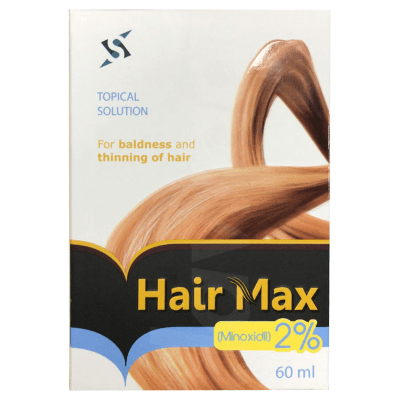 TOPICAL
SOLUTION
For baldness and
thinning of hair
Hair Max
(Minoxidil) 2%
60 ml